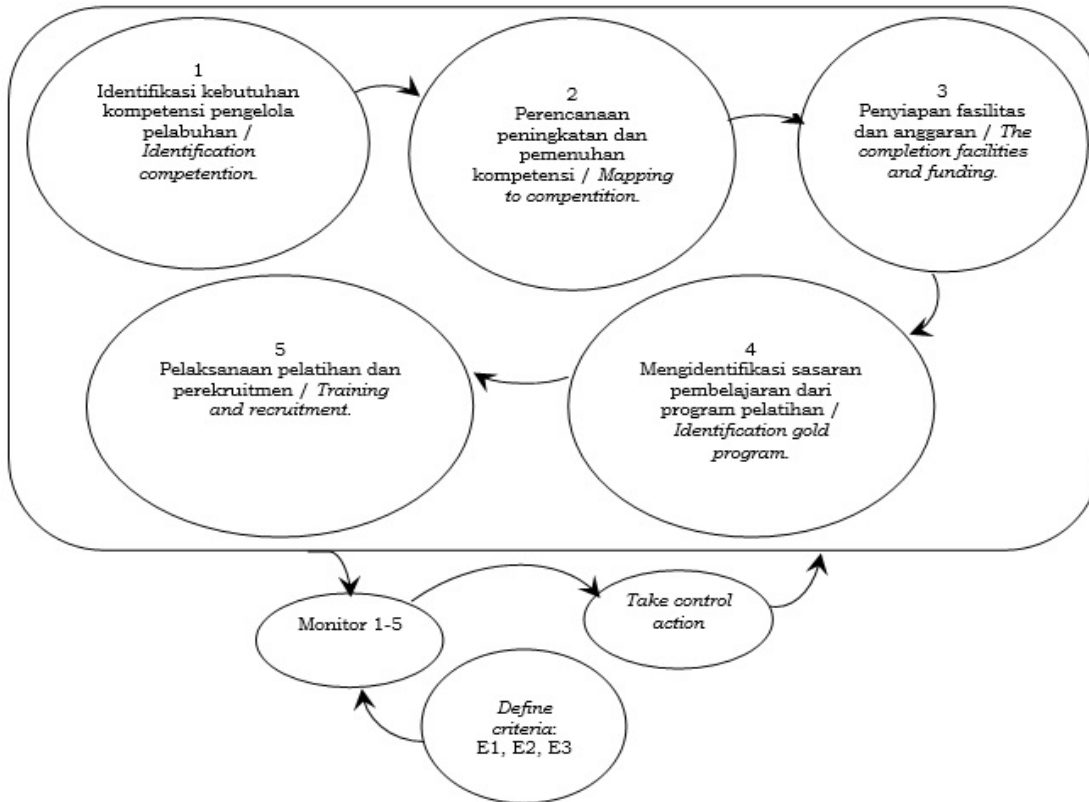 1
Identifikasi kebutuhan
kompetensi pengelola
pelabuhan /
Identification
competention.
2
Perencanaan
peningkatan dan
pemenuhan
kompetensi / Mapping
to compentition.
3
Penyiapan fasilitas
dan anggaran / The
completion facilities
and funding.
4
Mengidentifikasi sasaran
pembelajaran dari
program pelatihan /
Identification gold
program.
5
Pelaksanaan pelatihan dan
perekruitmen / Training
and recruitment.
Monitor 1-5
Take control
action
Define
criteria:
E1, E2, E3